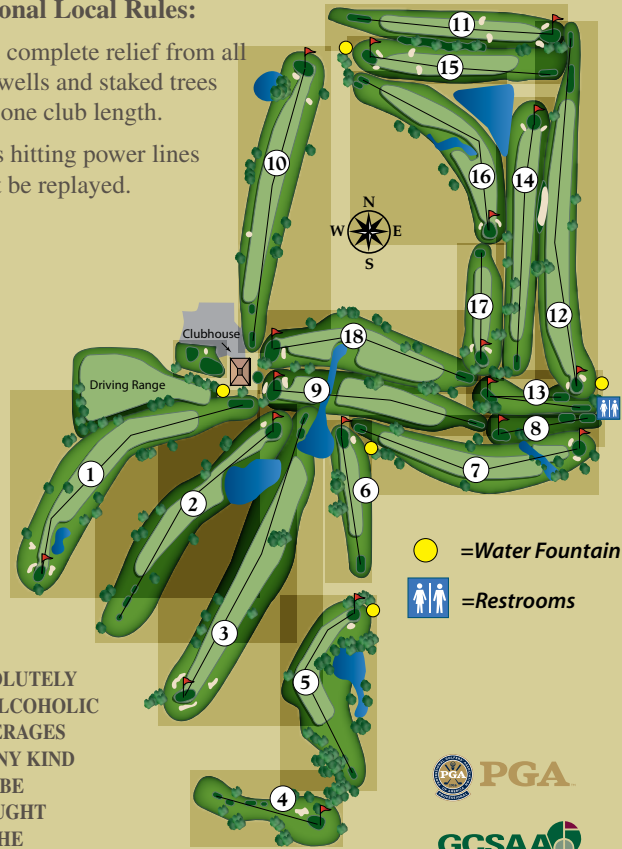 onal Local Rules:
complete relief from all
wells and staked trees
one club length.
s hitting power lines
t be replayed.
11
15
10
16
14
N
W E
S
17
12
Clubhouse
18
Driving Range
9
13
8
1
2
7
6
=Water Fountain
=Restrooms
3
5
OLUTELY
ALCOHOLIC
ERAGES
NY KIND
BE
UGHT
HE
4
PGA
PGA
GCSAA